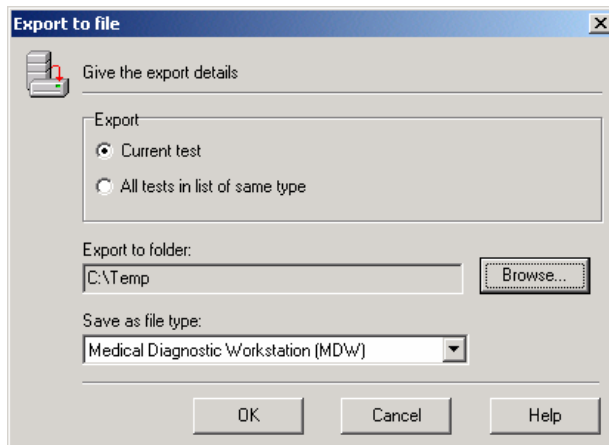 Export to file
Give the export details
Export
Current test
All tests in list of same type
Export to folder:
C:\Temp
Browse...
Save as file type:
Medical Diagnostic Workstation (MDW)
OK
Cancel
Help